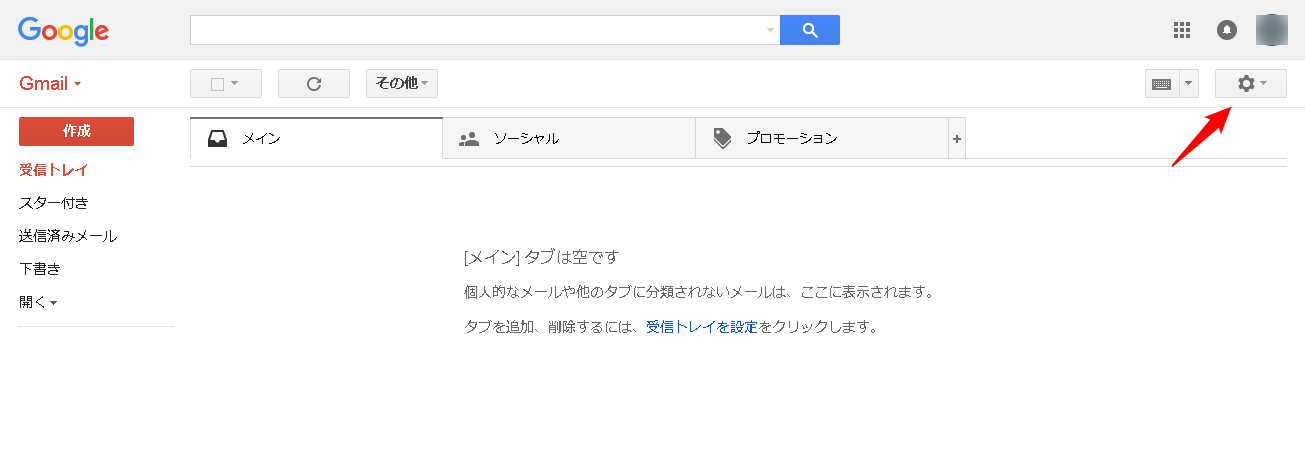 Google
Gmail
その他
作成
メイン
ソーシャル
プロモーション
+
受信トレイ
スター付き
送信済みメール
下書き
開く
[メイン] タブは空です
個人的なメールや他のタブに分類されないメールは、ここに表示されます。
タブを追加、削除するには、受信トレイを設定をクリックします。